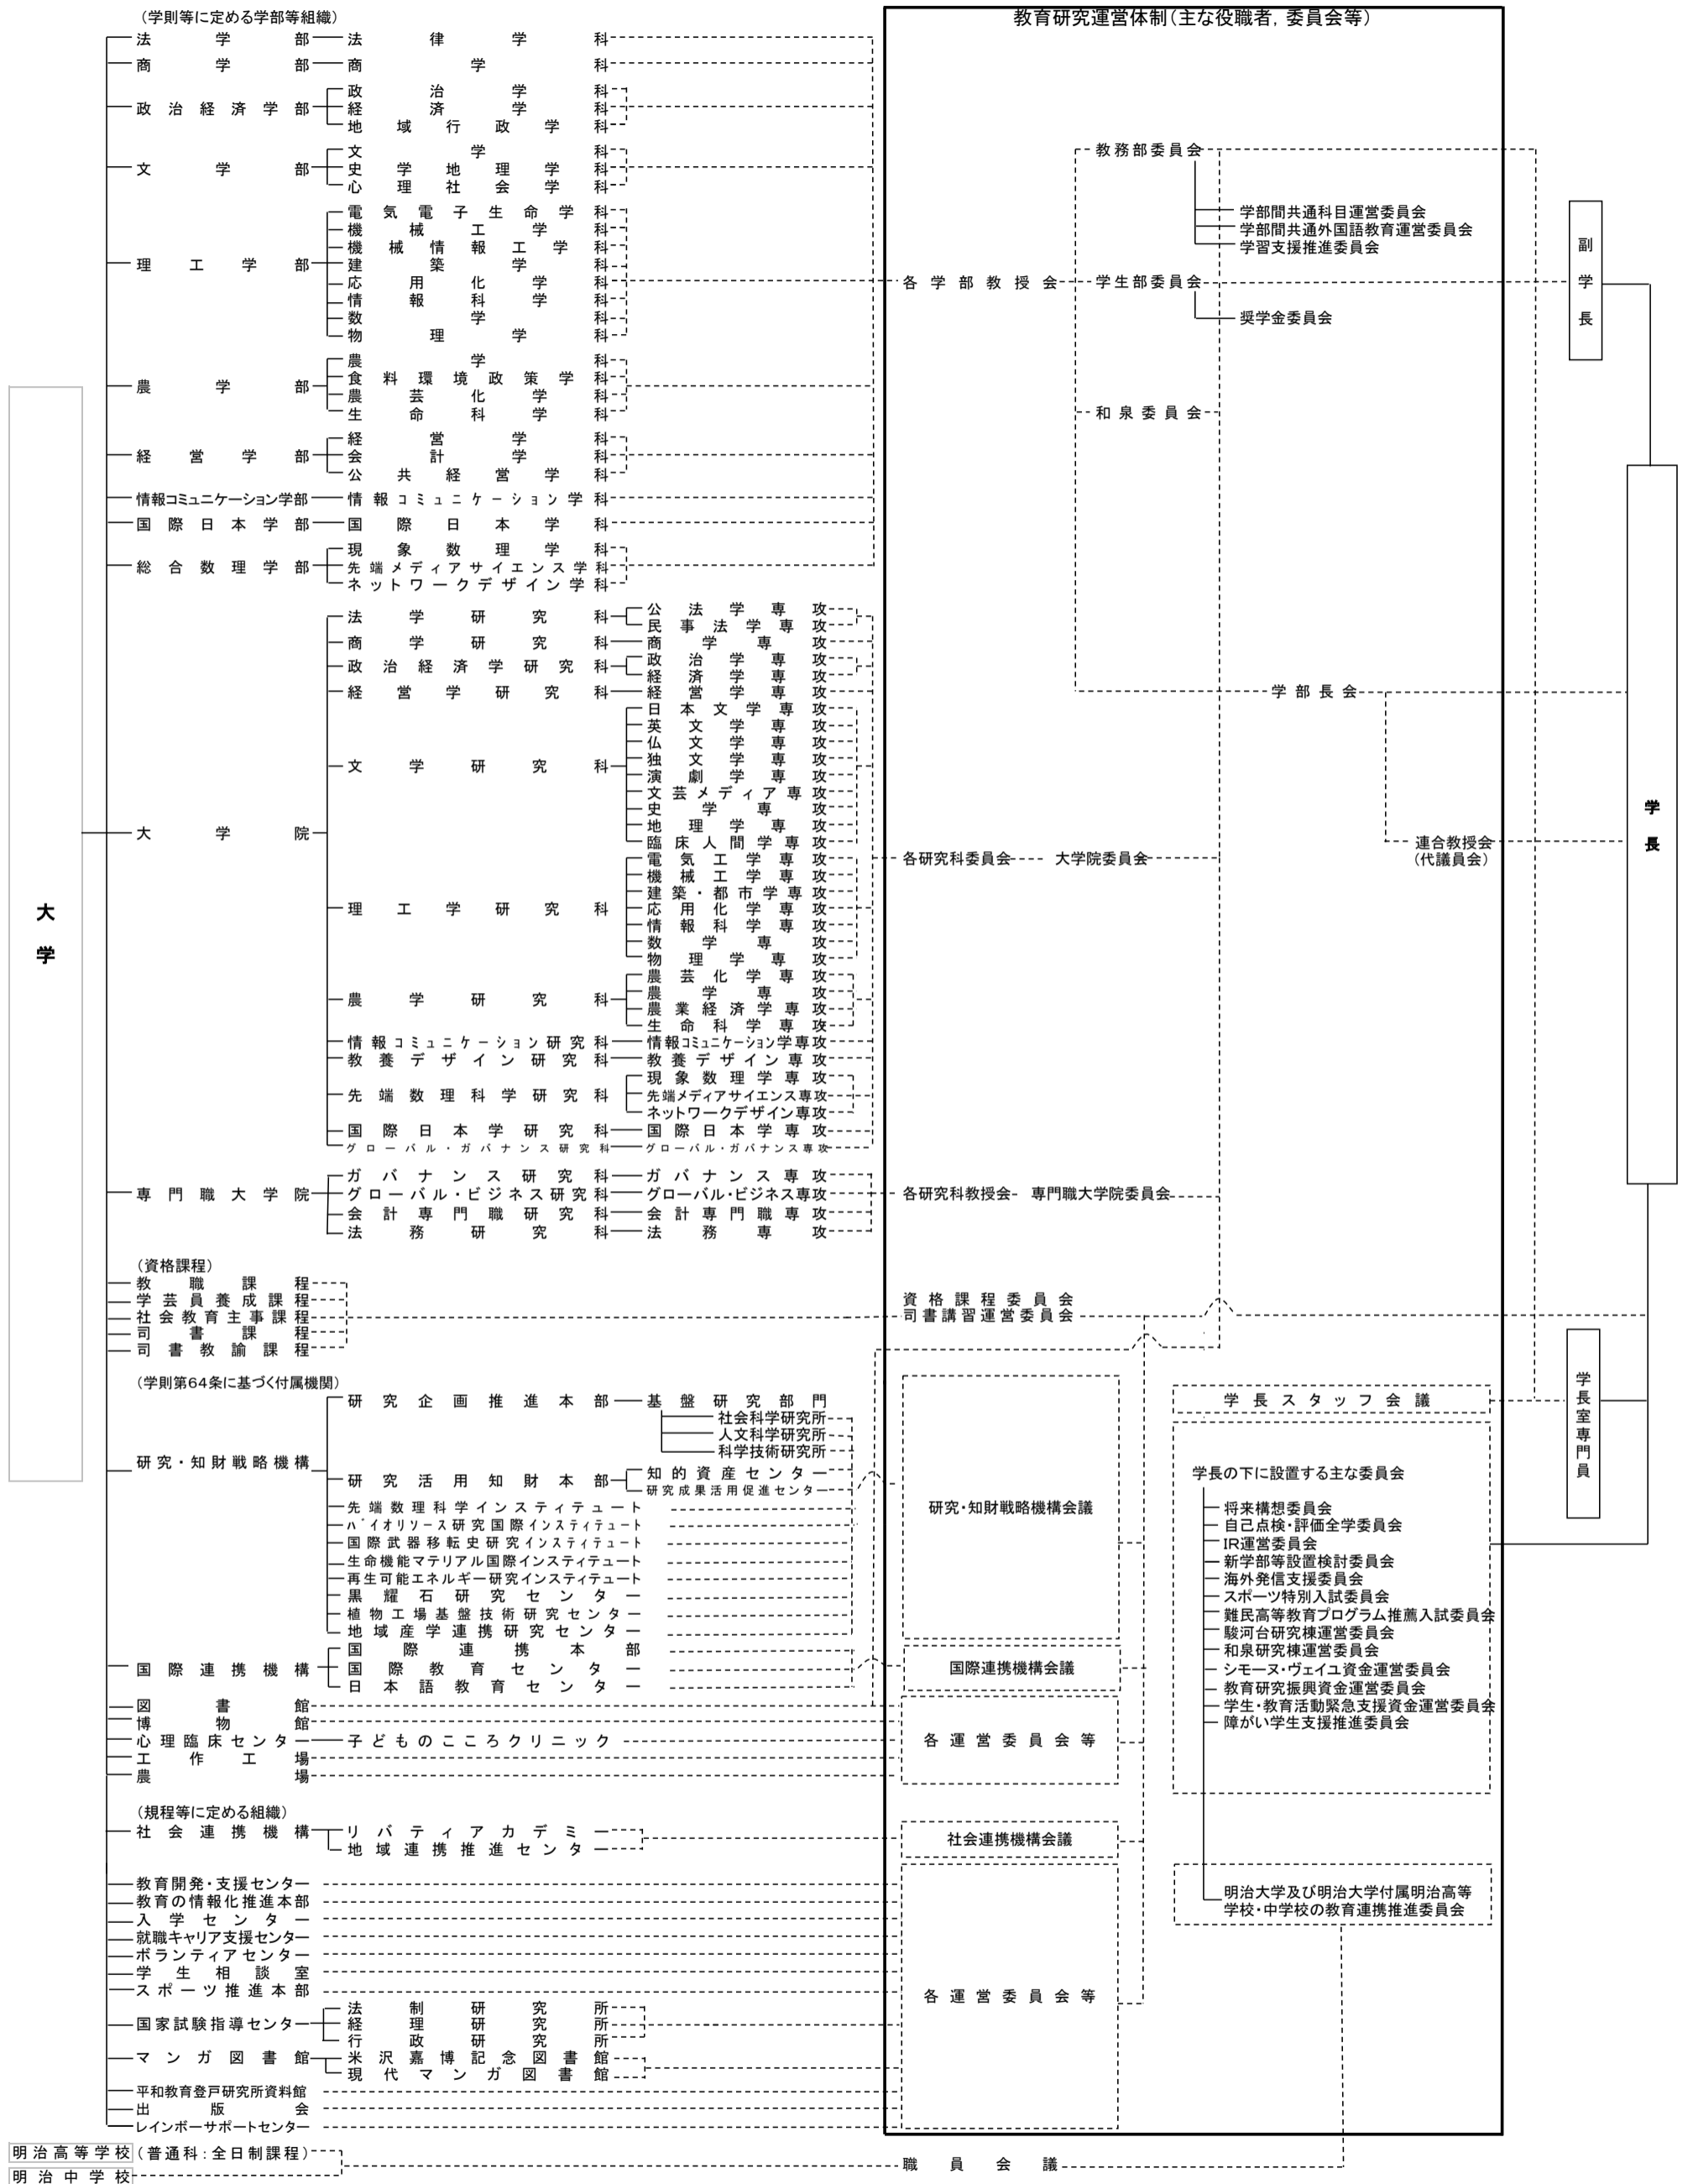 (学則等に定める学部等組織)
教育研究運営体制(主な役職者，委員会等)
法学部 法律学科
商学部 商学科
政治経済学部
政治学科
経済学科
地域行政学科
文学部
文学科
史学地理学科
心理社会学科
理工学部
電気電子生命学科
機械工学科
機械情報工学科
建築学科
応用化学科
情報科学科
数学科
物理学科
農学部
農学科
食料環境政策学科
農芸化学科
生命科学科
経営学部
経営学科
会計学科
公共経営学科
情報コミュニケーション学部 情報コミュニケーション学科
国際日本学部 国際日本学科
総合数理学部
現象数理学科
先端メディアサイエンス学科
ネットワークデザイン学科
大学
大学院
法学研究科
公法学専攻
民事法学専攻
商学研究科 商学専攻
政治経済学研究科
政治学専攻
経済学専攻
経営学研究科 経営学専攻
文学研究科
日本文学専攻
英文学専攻
仏文学専攻
独文学専攻
演劇学専攻
文芸メディア専攻
史学専攻
地理学専攻
臨床人間学専攻
理工学研究科
電気工学専攻
機械工学専攻
建築・都市学専攻
応用化学専攻
情報科学専攻
数学専攻
物理学専攻
農学研究科
農芸化学専攻
農学専攻
農業経済学専攻
生命科学専攻
情報コミュニケーション研究科 情報コミュニケーション学専攻
教養デザイン研究科 教養デザイン専攻
先端数理科学研究科
現象数理学専攻
先端メディアサイエンス専攻
ネットワークデザイン専攻
国際日本学研究科 国際日本学専攻
グローバル・ガバナンス研究科 グローバル・ガバナンス専攻
専門職大学院
ガバナンス研究科 ガバナンス専攻
グローバル・ビジネス研究科 グローバル・ビジネス専攻
会計専門職研究科 会計専門職専攻
法務研究科 法務専攻
(資格課程)
教職課程
学芸員養成課程
社会教育主事課程
司書課程
司書教諭課程
(学則第64条に基づく付属機関)
研究・知財戦略機構
研究企画推進本部 基盤研究部門
社会科学研究所
人文科学研究所
科学技術研究所
研究活用知財本部
知的資産センター
研究成果活用促進センター
先端数理科学インスティテュート
バイオリソース研究国際インスティテュート
国際武器移転史研究インスティテュート
生命機能マテリアル国際インスティテュート
再生可能エネルギー研究インスティテュート
黒耀石研究センター
植物工場基盤技術研究センター
地域産学連携研究センター
国際連携機構
国際連携本部
国際教育センター
日本語教育センター
図書館
博物館
心理臨床センター 子どものこころクリニック
工作工場
農場
(規程等に定める組織)
社会連携機構
リバティアカデミー
地域連携推進センター
教育開発・支援センター
教育の情報化推進本部
入学センター
就職キャリア支援センター
ボランティアセンター
学生相談室
スポーツ推進本部
国家試験指導センター
法制研究所
経理研究所
行政研究所
マンガ図書館
米沢嘉博記念図書館
現代マンガ図書館
平和教育登戸研究所資料館
出版会
レインボーサポートセンター
明治高等学校 (普通科：全日制課程)
明治中学校
各学部教授会
教務部委員会
学部間共通科目運営委員会
学部間共通外国語教育運営委員会
学習支援推進委員会
学生部委員会
奨学金委員会
和泉委員会
学部長会
連合教授会
(代議員会)
各研究科委員会 大学院委員会
各研究科教授会 専門職大学院委員会
資格課程委員会
司書講習運営委員会
研究・知財戦略機構会議
国際連携機構会議
各運営委員会等
社会連携機構会議
各運営委員会等
職員会議
学長スタッフ会議
学長の下に設置する主な委員会
将来構想委員会
自己点検・評価全学委員会
IR運営委員会
新学部等設置検討委員会
海外発信支援委員会
スポーツ特別入試委員会
難民高等教育プログラム推薦入試委員会
駿河台研究棟運営委員会
和泉研究棟運営委員会
シモーヌ・ヴェイユ資金運営委員会
教育研究振興資金運営委員会
学生・教育活動緊急支援資金運営委員会
障がい学生支援推進委員会
明治大学及び明治大学付属明治高等
学校・中学校の教育連携推進委員会
副学長
学長
学長室専門員